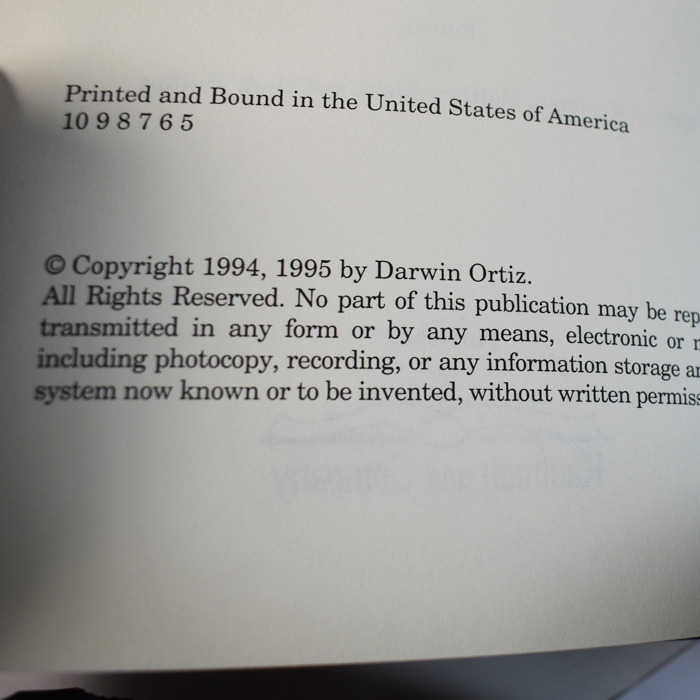 Printed and Bound in the United States of America
10 9 8 7 6 5
© Copyright 1994, 1995 by Darwin Ortiz.
All Rights Reserved. No part of this publication may be rep
transmitted in any form or by any means, electronic or
including photocopy, recording, or any information storage
system now known or to be invented, without written permiss